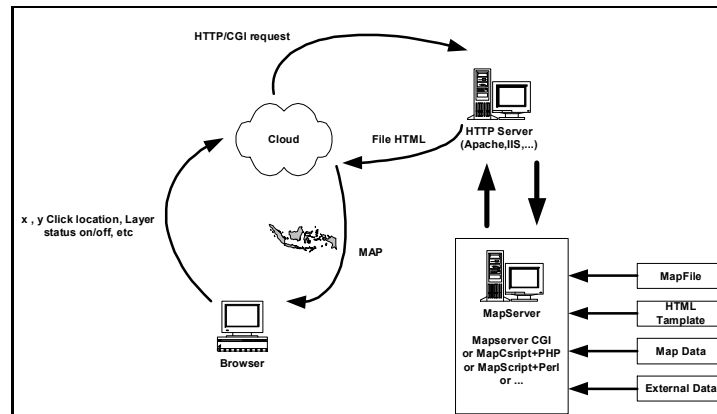 HTTP/CGI request
HTTP Server
(Apache,IIS,...)
Cloud
File HTML
x , y Click location, Layer
status on/off, etc
MAP
Browser
MapServer
Mapserver CGI
or MapCsript+PHP
or MapScript+Perl
or ...
MapFile
HTML
Tamplate
Map Data
External Data